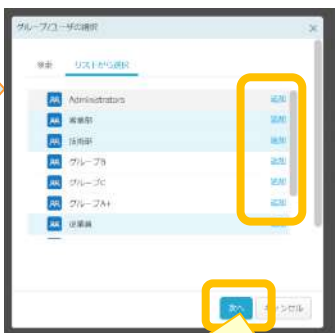 グループ/ユーザの選択 ×
検索 リストから選択
Administrators 追加
営業部 追加
技術部 追加
グループB 追加
グループC 追加
グループA+ 追加
従業員
次へ キャンセル